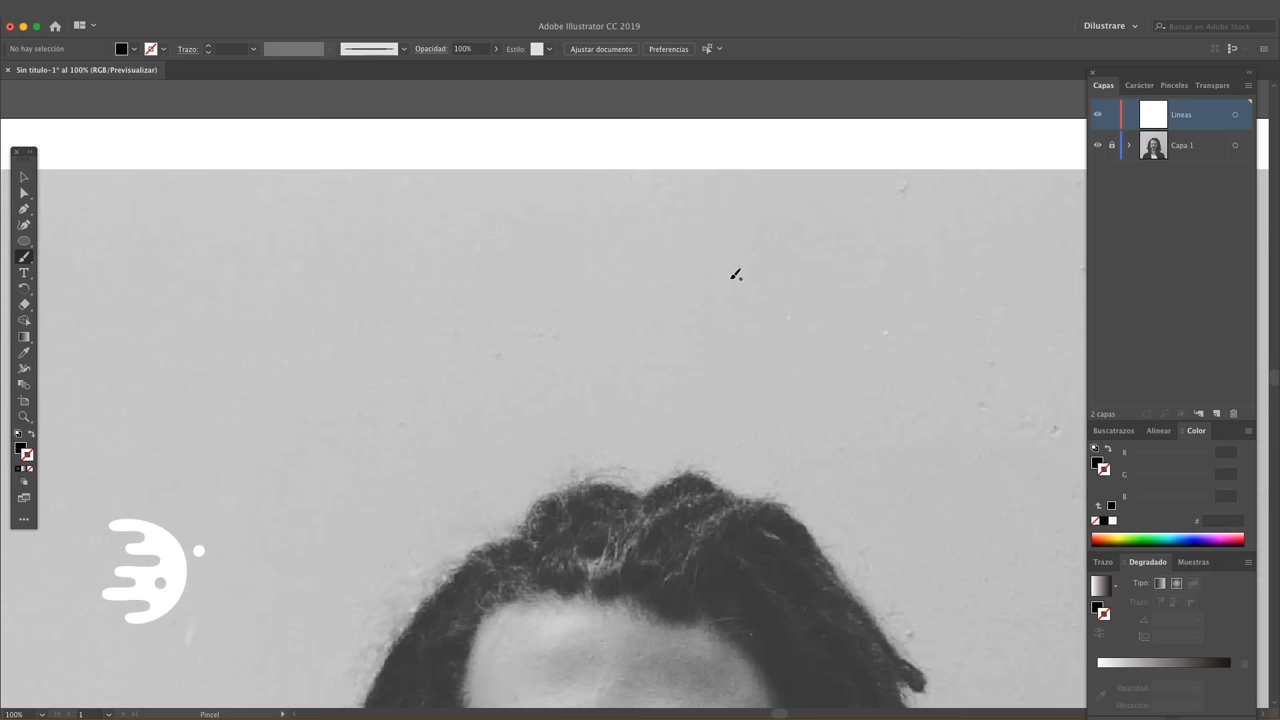 Adobe Illustrator CC 2019
Dilustrare
Buscar en Adobe Stock
No hay selección
Trazo:
Opacidad: 100%
Estilo:
Ajustar documento
Preferencias
Sin título-1* al 100% (RGB/Previsualizar)
Capas Carácter Pinceles Transpare
Lineas
Capa 1
2 capas
Buscatrazos Alinear Color
R
G
B
#
Trazo Degradado Muestras
Tipo:
Trazo:
Opacidad:
Ubicación:
100% 1 Pincel